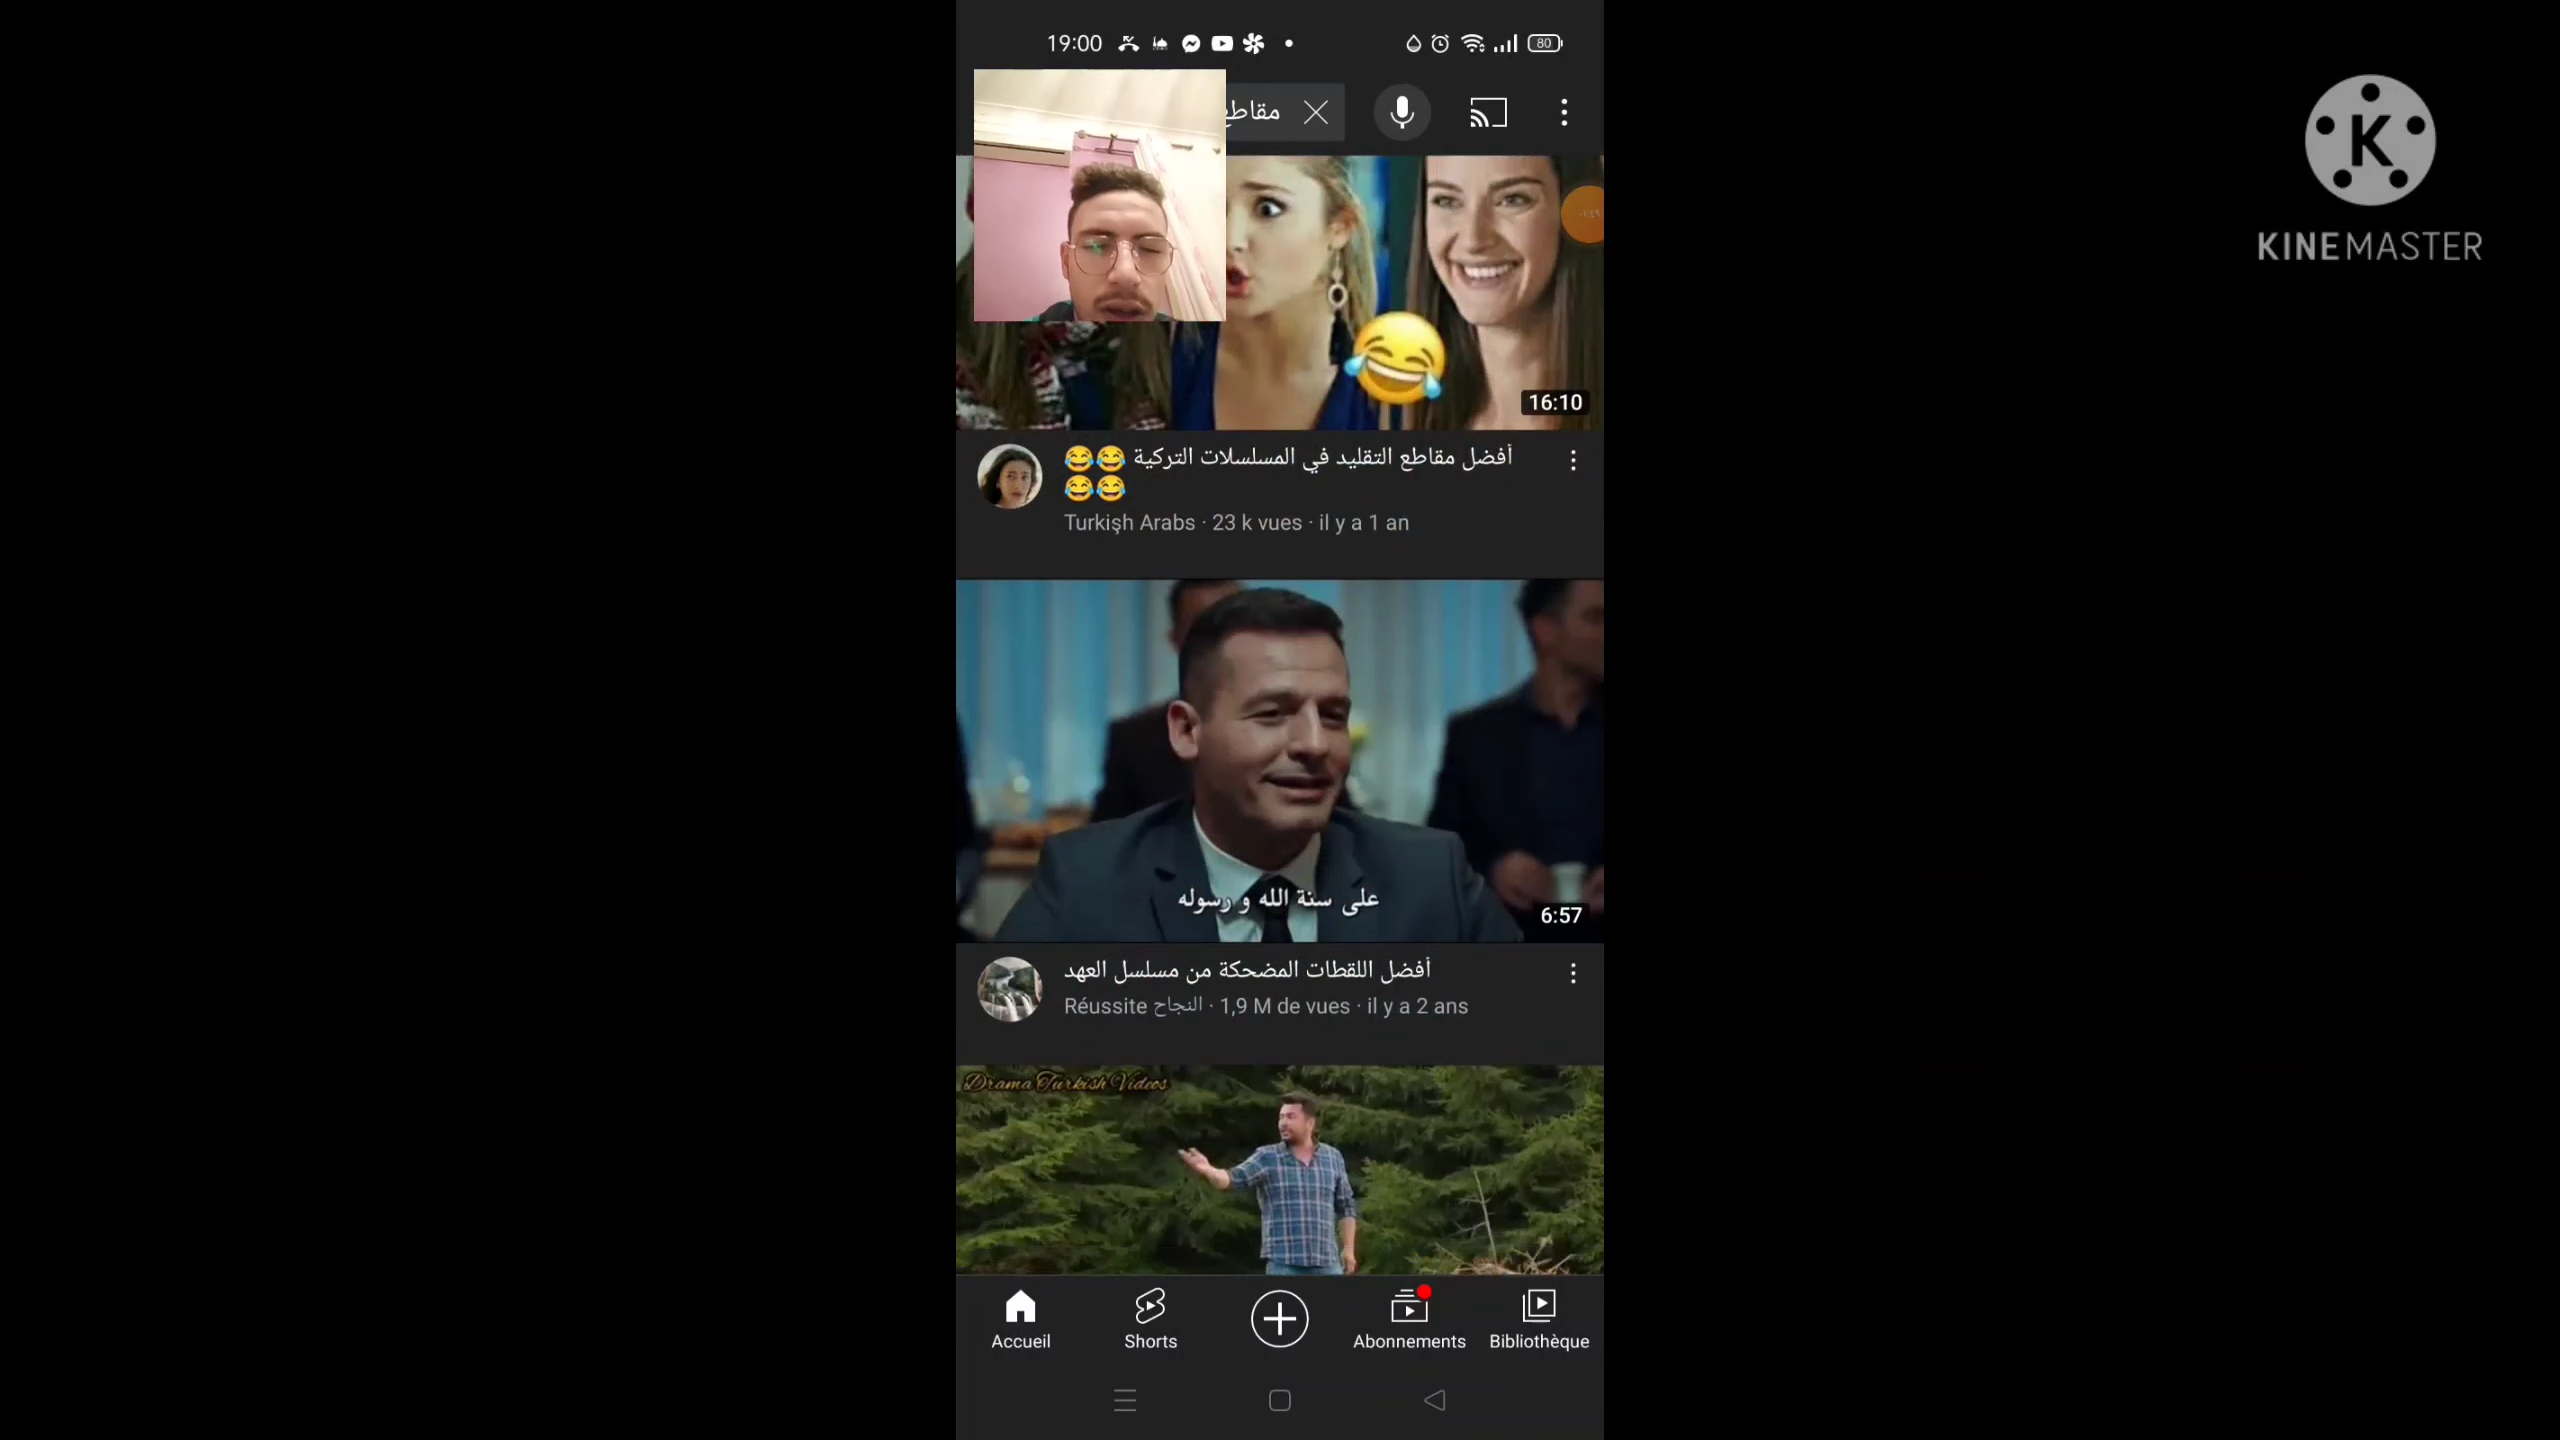 19:00
80
مقاطع
KINEMASTER
16:10
أفضل مقاطع التقليد في المسلسلات التركية 😂😂
😂😂
Turkişh Arabs · 23 k vues · il y a 1 an
على سنة الله و رسوله
6:57
أفضل اللقطات المضحكة من مسلسل العهد
Réussite النجاح · 1,9 M de vues · il y a 2 ans
Drama Turkish Videos
Accueil
Shorts
Abonnements
Bibliothèque